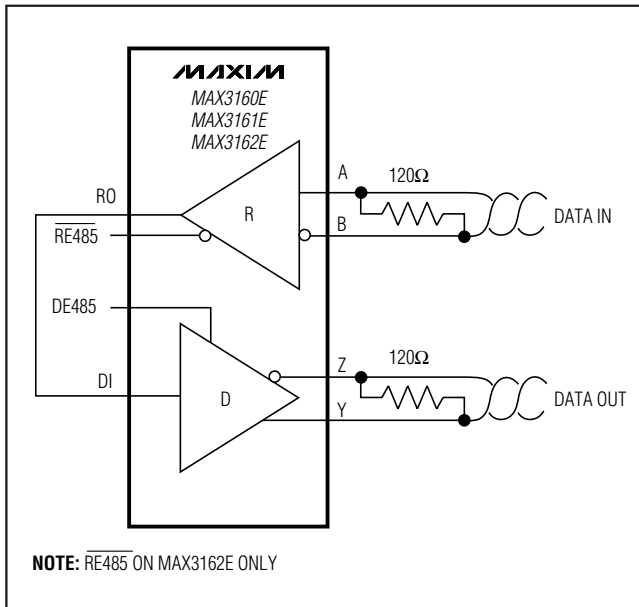 MAXIM
MAX3160E
MAX3161E
MAX3162E
RO
R
A
120Ω
B
DATA IN
RE485
DE485
DI
D
Z
120Ω
Y
DATA OUT
NOTE: RE485 ON MAX3162E ONLY